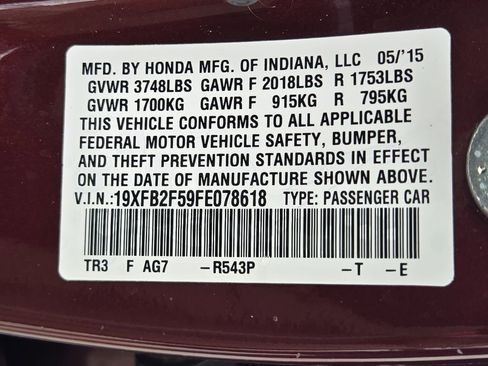 MFD. BY HONDA MFG. OF INDIANA, LLC 05/'15
GVWR 3748LBS GAWR F 2018LBS R 1753LBS
GVWR 1700KG GAWR F 915KG R 795KG
THIS VEHICLE CONFORMS TO ALL APPLICABLE
FEDERAL MOTOR VEHICLE SAFETY, BUMPER,
AND THEFT PREVENTION STANDARDS IN EFFECT
ON THE DATE OF MANUFACTURE SHOWN ABOVE.
V.I.N.:19XFB2F59FE078618 TYPE: PASSENGER CAR
TR3 F AG7 -R543P -T -E